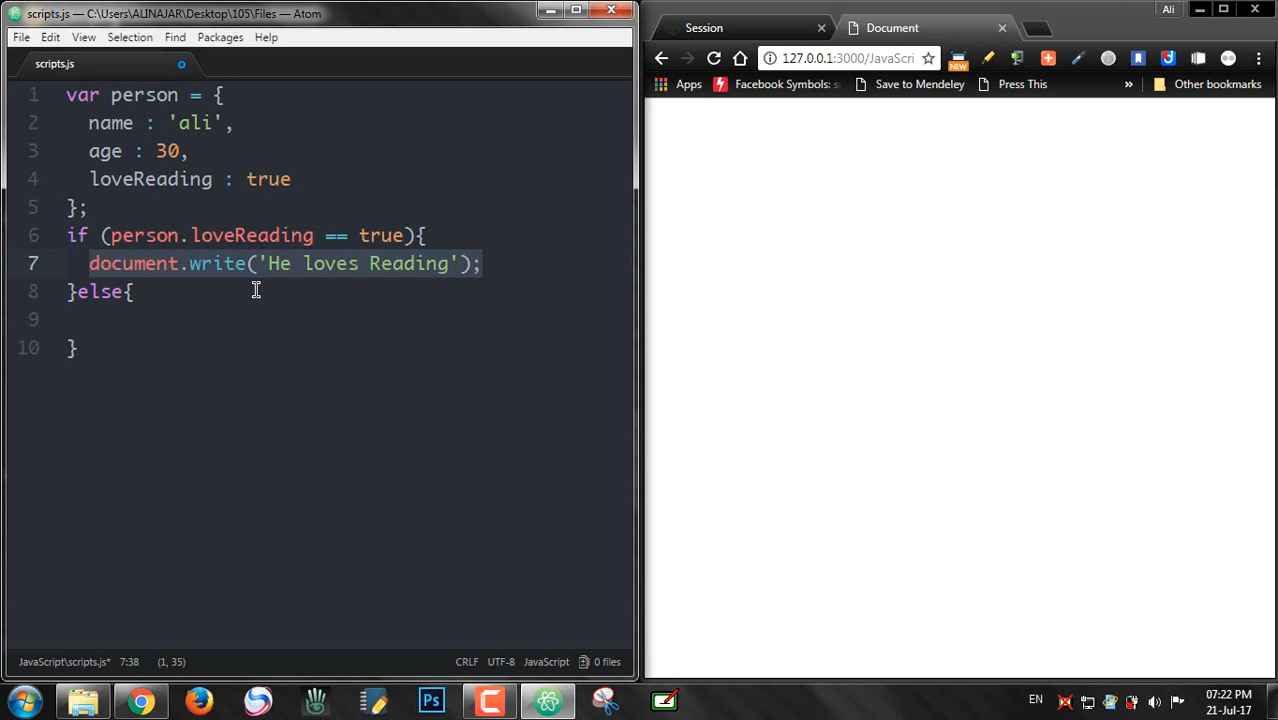 scripts.js — C:\Users\ALINAJAR\Desktop\105\Files — Atom
File Edit View Selection Find Packages Help
scripts.js
1 var person = {
2 name : 'ali',
3 age : 30,
4 loveReading : true
5 };
6 if (person.loveReading == true){
7 document.write('He loves Reading');
8 }else{
9
10 }
JavaScript\scripts.js* 7:38 (1, 35) CRLF UTF-8 JavaScript 0 files
Ali
Session Document
127.0.0.1:3000/JavaScri
NEW
Apps Facebook Symbols: Save to Mendeley Press This » Other bookmarks
Ps
EN
07:22 PM
21-Jul-17